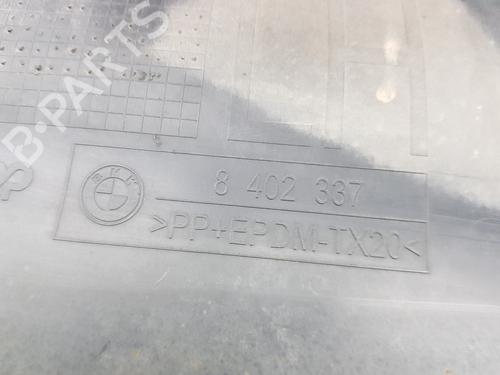 B-PARTS
BMW
8 402 337
>PP+EPDM-TX20<